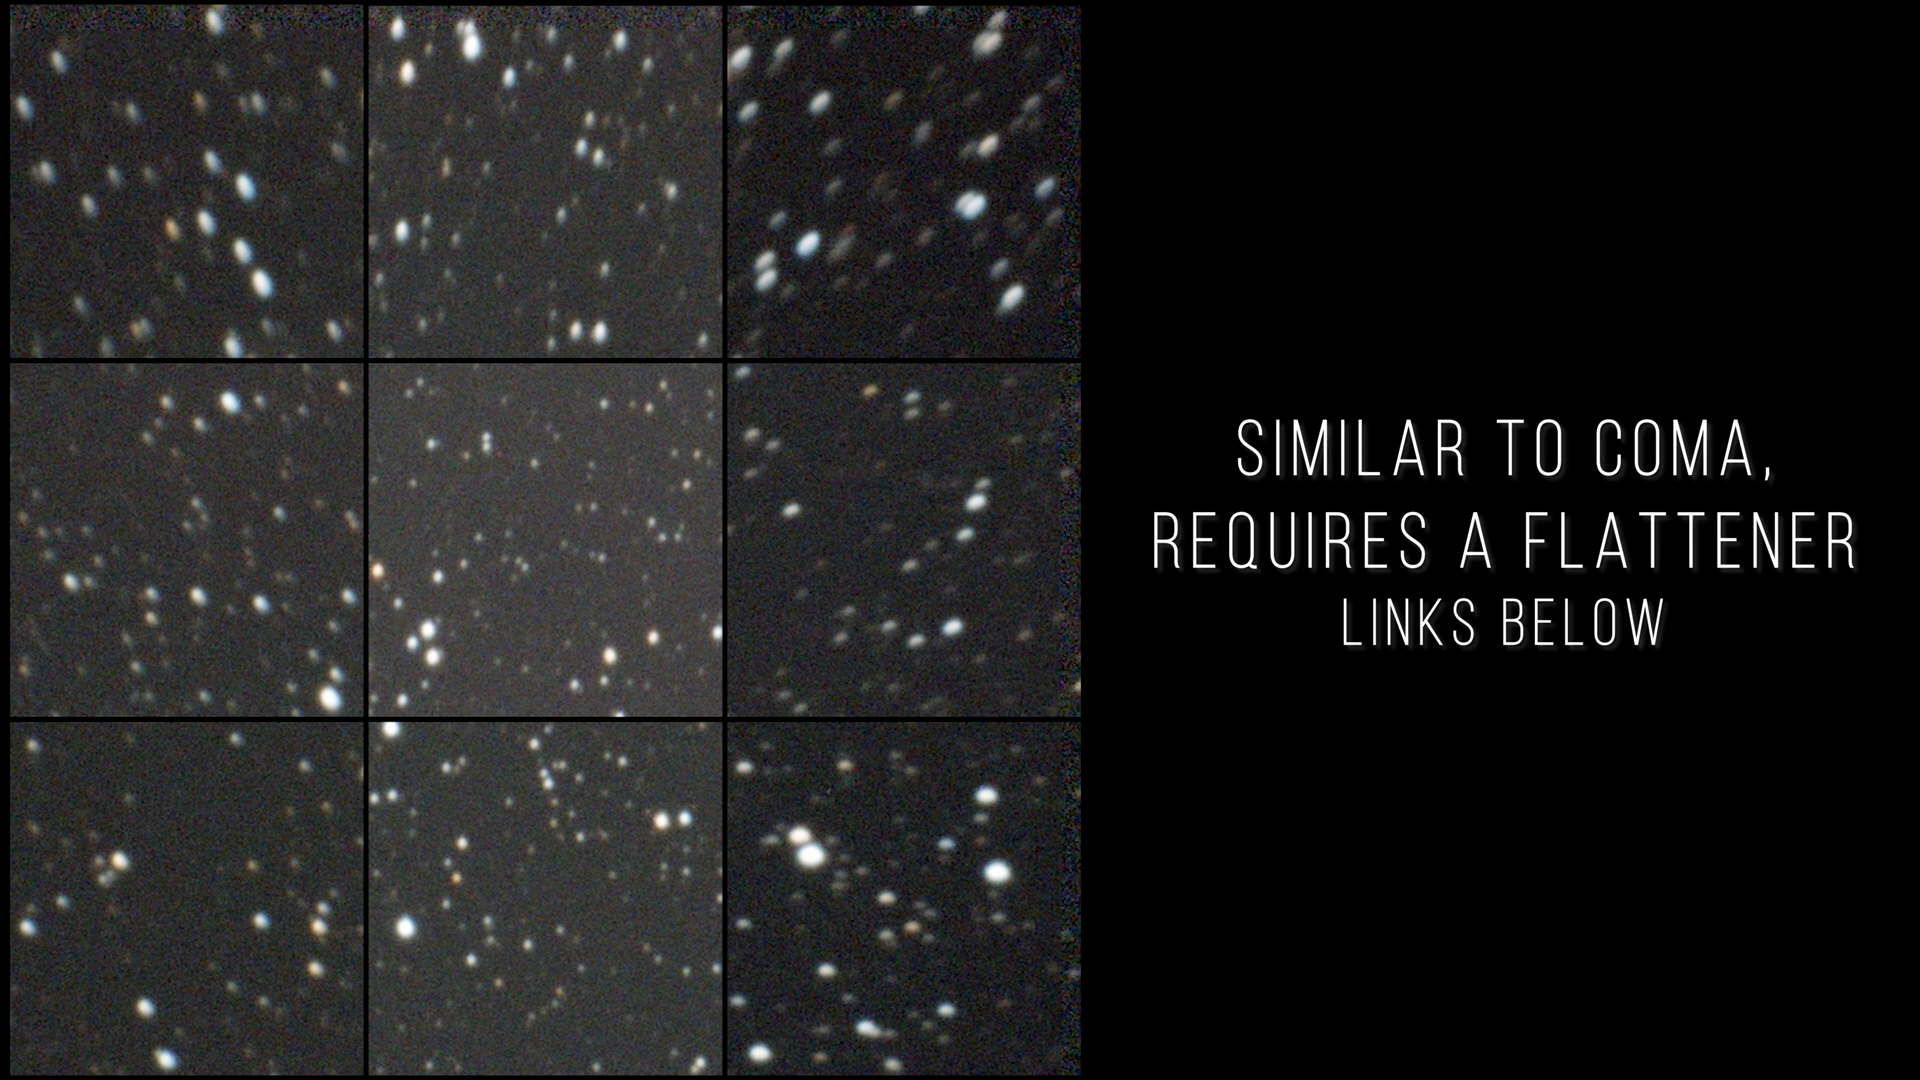 SIMILAR TO COMA,
REQUIRES A FLATTENER
LINKS BELOW